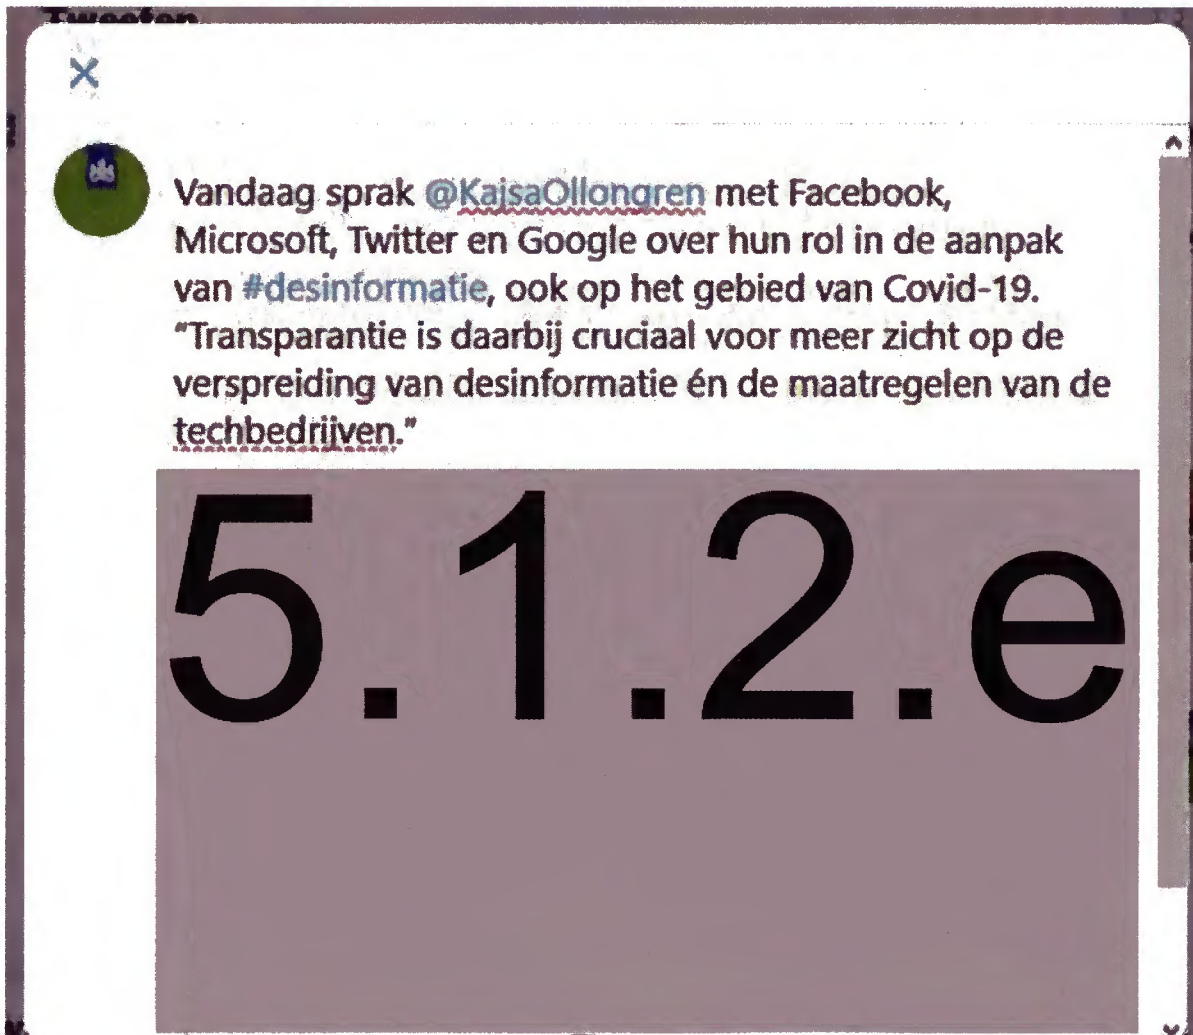 Tweeten
Vandaag sprak @KajsaOllongren met Facebook,
Microsoft, Twitter en Google over hun rol in de aanpak
van #desinformatie, ook op het gebied van Covid-19.
"Transparantie is daarbij cruciaal voor meer zicht op de
verspreiding van desinformatie én de maatregelen van de
techbedrijven."
5.1.2.e